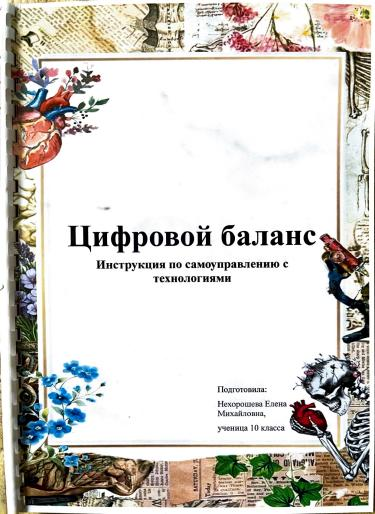 Цифровой баланс
Инструкция по самоуправлению с
технологиями
Подготовила:
Нехорошева Елена
Михайловна,
ученица 10 класса